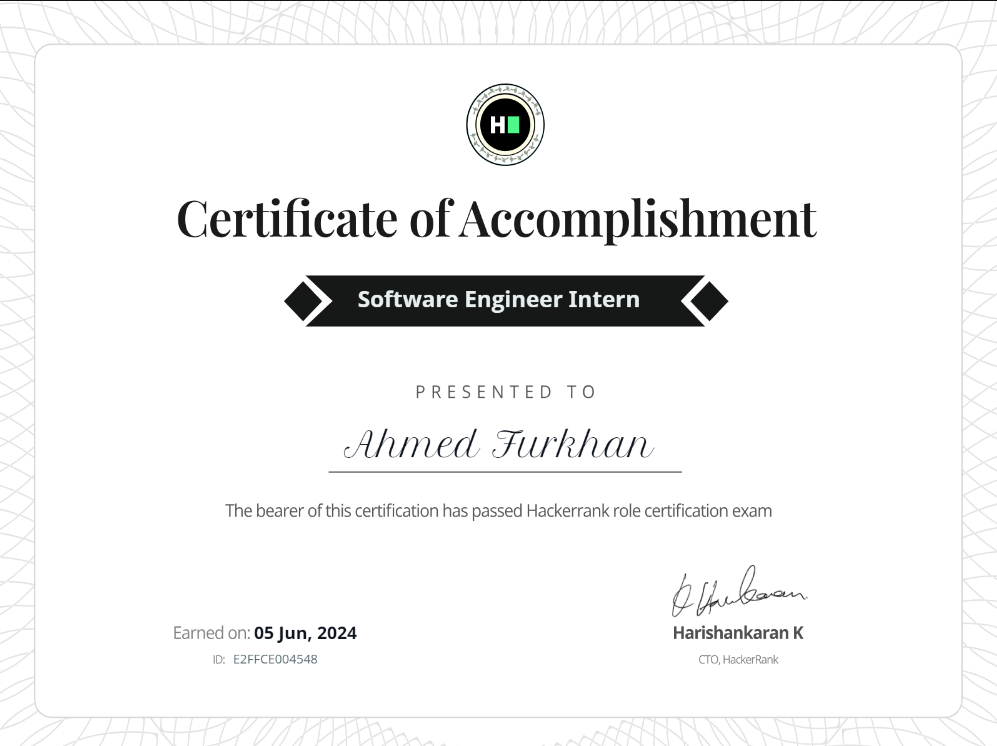 H
Certificate of Accomplishment
Software Engineer Intern
PRESENTED TO
Ahmed Furkhan
The bearer of this certification has passed Hackerrank role certification exam
Earned on: 05 Jun, 2024
ID: E2FFCE004548
Harishankaran K
CTO, HackerRank